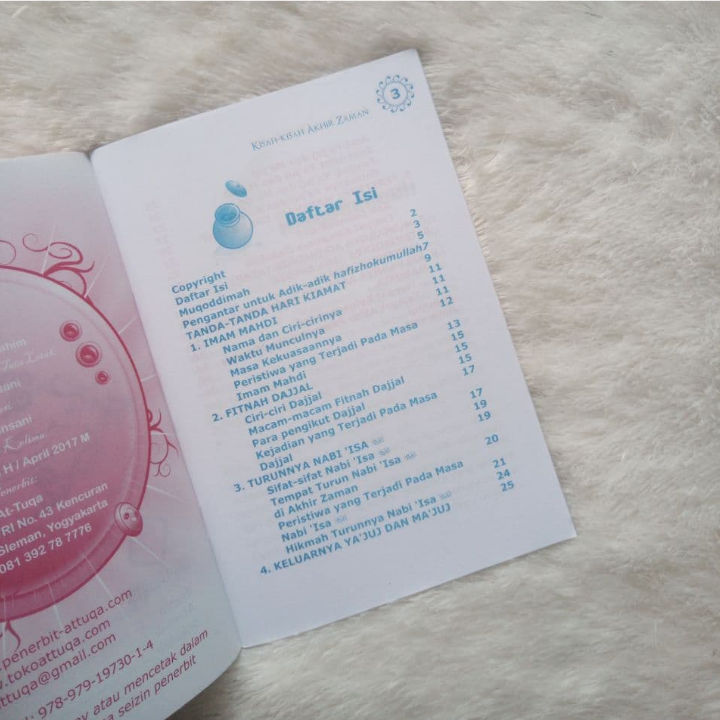 him
sani
nsani
H / April 2017 M
Penerbit:
At-Tuqa
RI No. 43 Kencuran
Sleman, Yogyakarta
081 392 78 7776
penerbit-attuqa.com
.tokoattuqa.com
ttuqa@gmail.com
: 978-979-19730-1-4
atau mencetak dalam
seizin penerbit
Kisah-kisah Akhir Zaman
3
Daftar Isi
Copyright 2
Daftar Isi 3
Muqoddimah 5
Pengantar untuk Adik-adik hafizhokumullah 7
TANDA-TANDA HARI KIAMAT 9
1. IMAM MAHDI 11
Nama dan Ciri-cirinya 11
Waktu Munculnya 11
Masa Kekuasaannya 12
Peristiwa yang Terjadi Pada Masa
Imam Mahdi 13
2. FITNAH DAJJAL 15
Ciri-ciri Dajjal 15
Macam-macam Fitnah Dajjal 15
Para pengikut Dajjal 17
Kejadian yang Terjadi Pada Masa
Dajjal 17
3. TURUNNYA NABI 'ISA 19
Sifat-sifat Nabi 'Isa 19
Tempat Turun Nabi 'Isa
di Akhir Zaman 20
Peristiwa yang Terjadi Pada Masa
Nabi 'Isa 21
Hikmah Turunnya Nabi 'Isa 24
4. KELUARNYA YA'JUJ DAN MA'JUJ 25